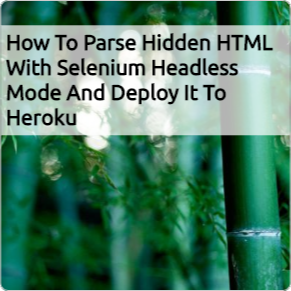 How To Parse Hidden HTML
With Selenium Headless
Mode And Deploy It To
Heroku